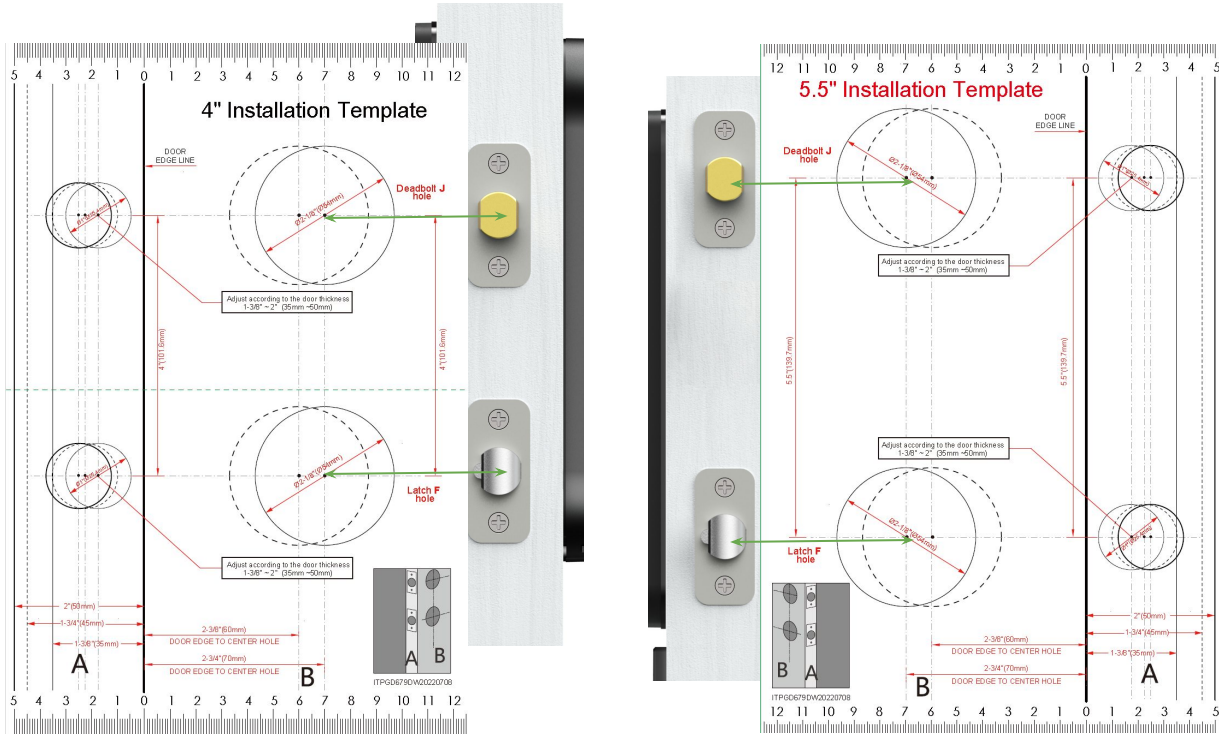 5 4 3 2 1 0 1 2 3 4 5 6 7 8 9 10 11 12
4" Installation Template
DOOR
EDGE LINE
Deadbolt J
hole
Ø1"(Ø25.4mm)
Ø2-1/8"(Ø54mm)
Adjust according to the door thickness
1-3/8" ~ 2" (35mm ~50mm)
4"(101.6mm)
4"(101.6mm)
Ø1"(Ø25.4mm)
Ø2-1/8"(Ø54mm)
Latch F
hole
Adjust according to the door thickness
1-3/8" ~ 2" (35mm ~50mm)
2"(50mm)
1-3/4"(45mm)
1-3/8"(35mm)
A
2-3/8"(60mm)
DOOR EDGE TO CENTER HOLE
2-3/4"(70mm)
DOOR EDGE TO CENTER HOLE
B
A
B
ITPGD679DW20220708
5 4 3 2 1 0 1 2 3 4 5 6 7 8 9 10 11 12
12 11 10 9 8 7 6 5 4 3 2 1 0 1 2 3 4 5
5.5" Installation Template
DOOR
EDGE LINE
Deadbolt J
hole
Ø2-1/8"(Ø54mm)
Ø1"(Ø25.4mm)
Adjust according to the door thickness
1-3/8" ~ 2" (35mm ~50mm)
5.5"(139.7mm)
5.5"(139.7mm)
Adjust according to the door thickness
1-3/8" ~ 2" (35mm ~50mm)
Ø2-1/8"(Ø54mm)
Ø1"(Ø25.4mm)
Latch F
hole
B
A
ITPGD679DW20220708
2-3/8"(60mm)
DOOR EDGE TO CENTER HOLE
2-3/4"(70mm)
DOOR EDGE TO CENTER HOLE
B
2"(50mm)
1-3/4"(45mm)
1-3/8"(35mm)
A
12 11 10 9 8 7 6 5 4 3 2 1 0 1 2 3 4 5